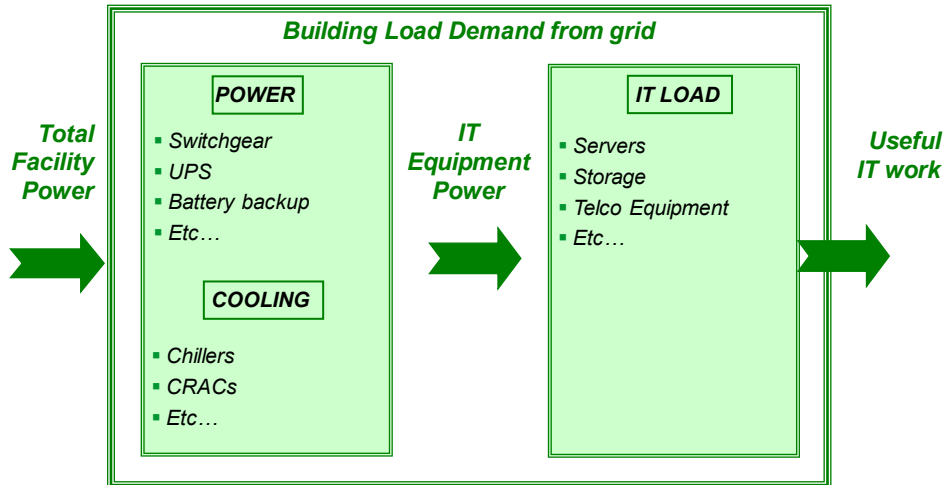 Building Load Demand from grid
Total
Facility
Power
POWER
▪ Switchgear
▪ UPS
▪ Battery backup
▪ Etc…
COOLING
▪ Chillers
▪ CRACs
▪ Etc…
IT
Equipment
Power
IT LOAD
▪ Servers
▪ Storage
▪ Telco Equipment
▪ Etc…
Useful
IT work